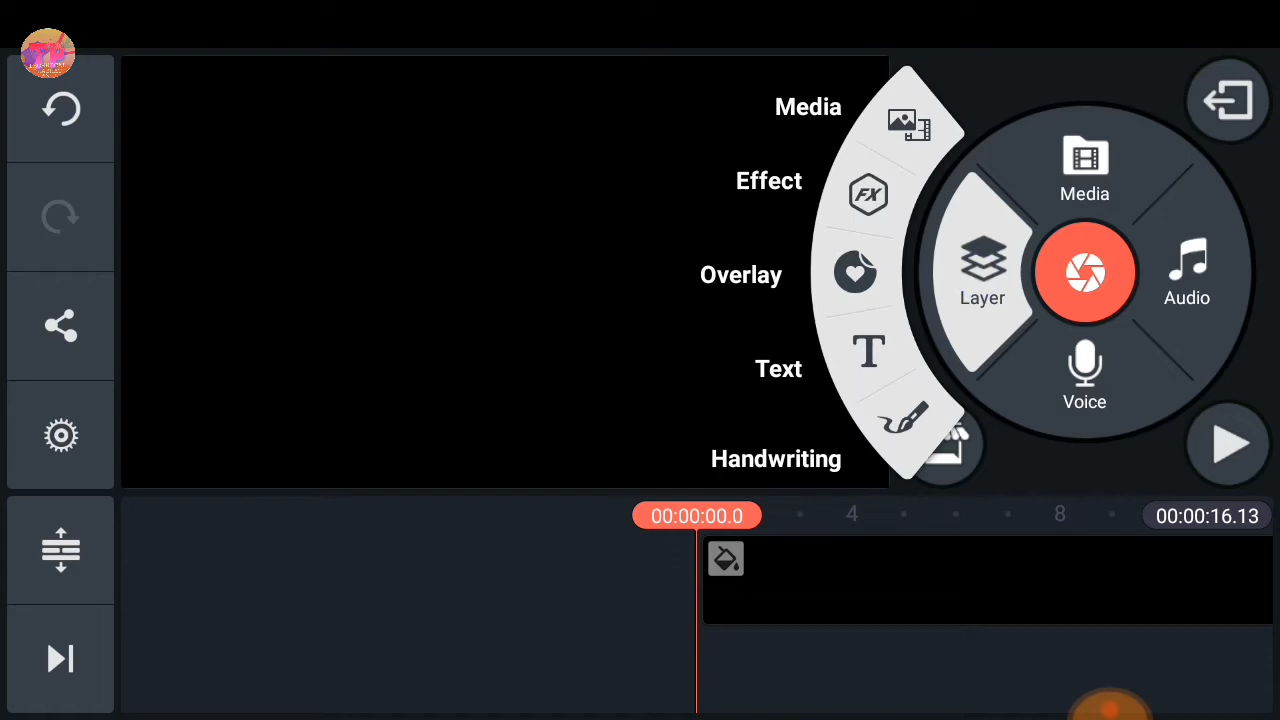 Media
Effect
Overlay
Text
Handwriting
FX
T
Media
Layer
Audio
Voice
00:00:00.0
4
8
00:00:16.13